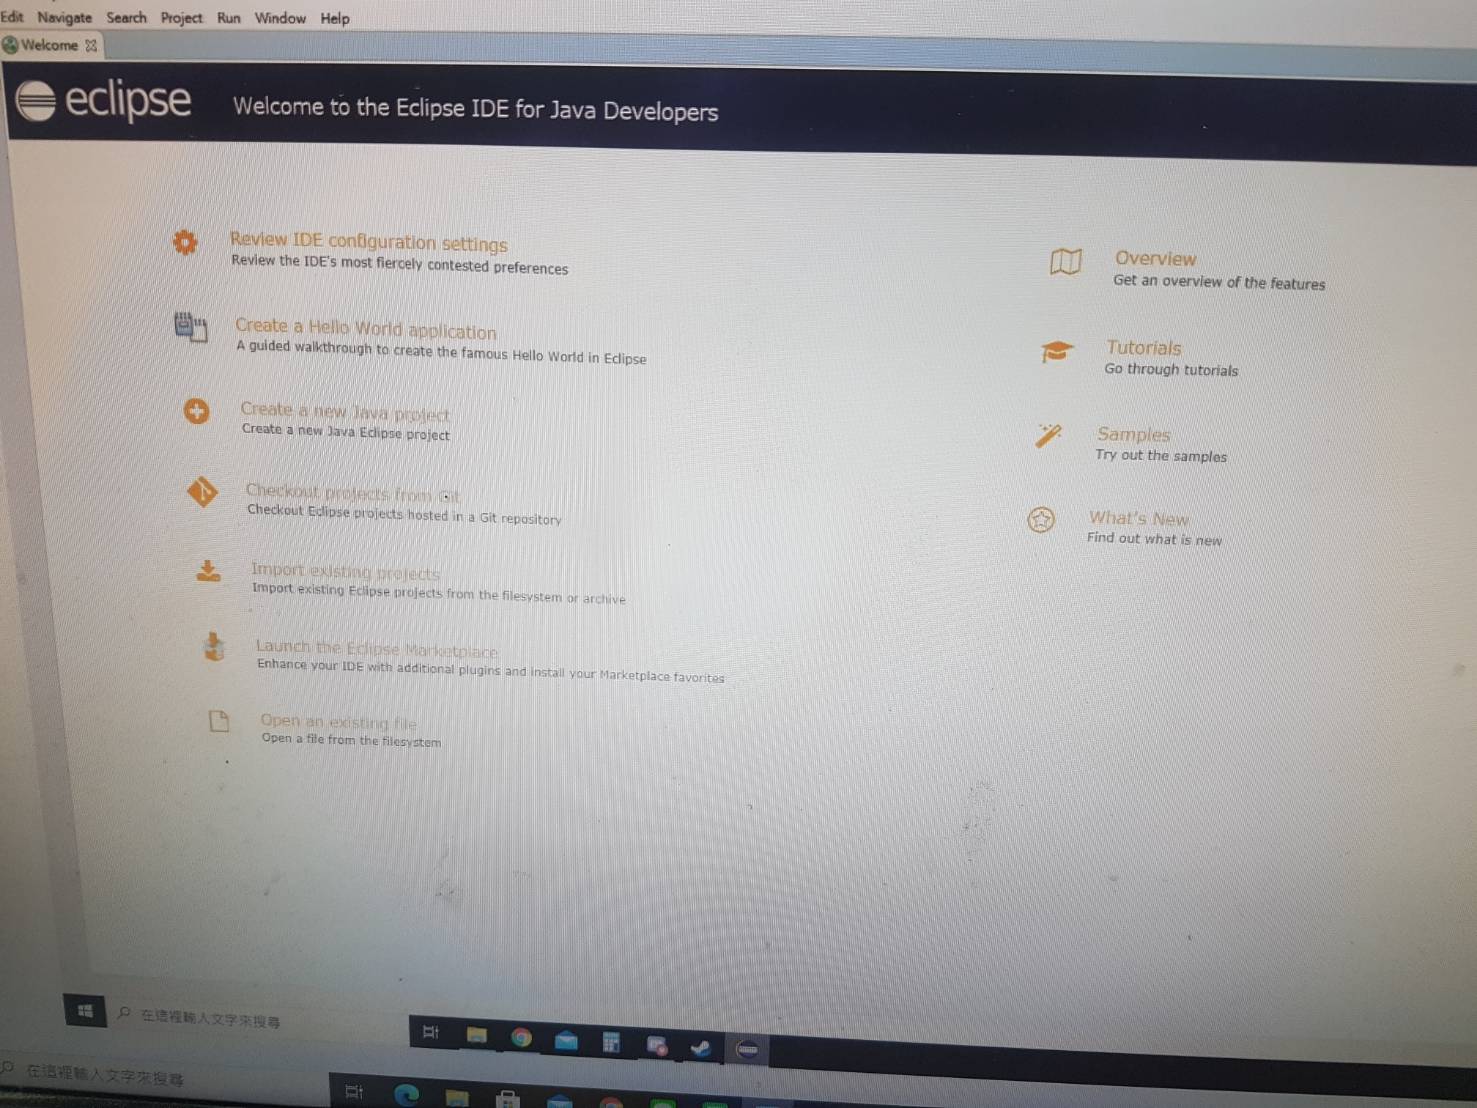 Edit Navigate Search Project Run Window Help
Welcome
eclipse Welcome to the Eclipse IDE for Java Developers
Review IDE configuration settings
Review the IDE's most fiercely contested preferences
Create a Hello World application
A guided walkthrough to create the famous Hello World in Eclipse
Create a new Java project
Create a new Java Eclipse project
Checkout projects from Git
Checkout Eclipse projects hosted in a Git repository
Import existing projects
Import existing Eclipse projects from the filesystem or archive
Launch the Eclipse Marketplace
Enhance your IDE with additional plugins and install your Marketplace favorites
Open an existing file
Open a file from the filesystem
Overview
Get an overview of the features
Tutorials
Go through tutorials
Samples
Try out the samples
What's New
Find out what is new
在這裡輸入文字來搜尋
在這裡輸入文字來搜尋